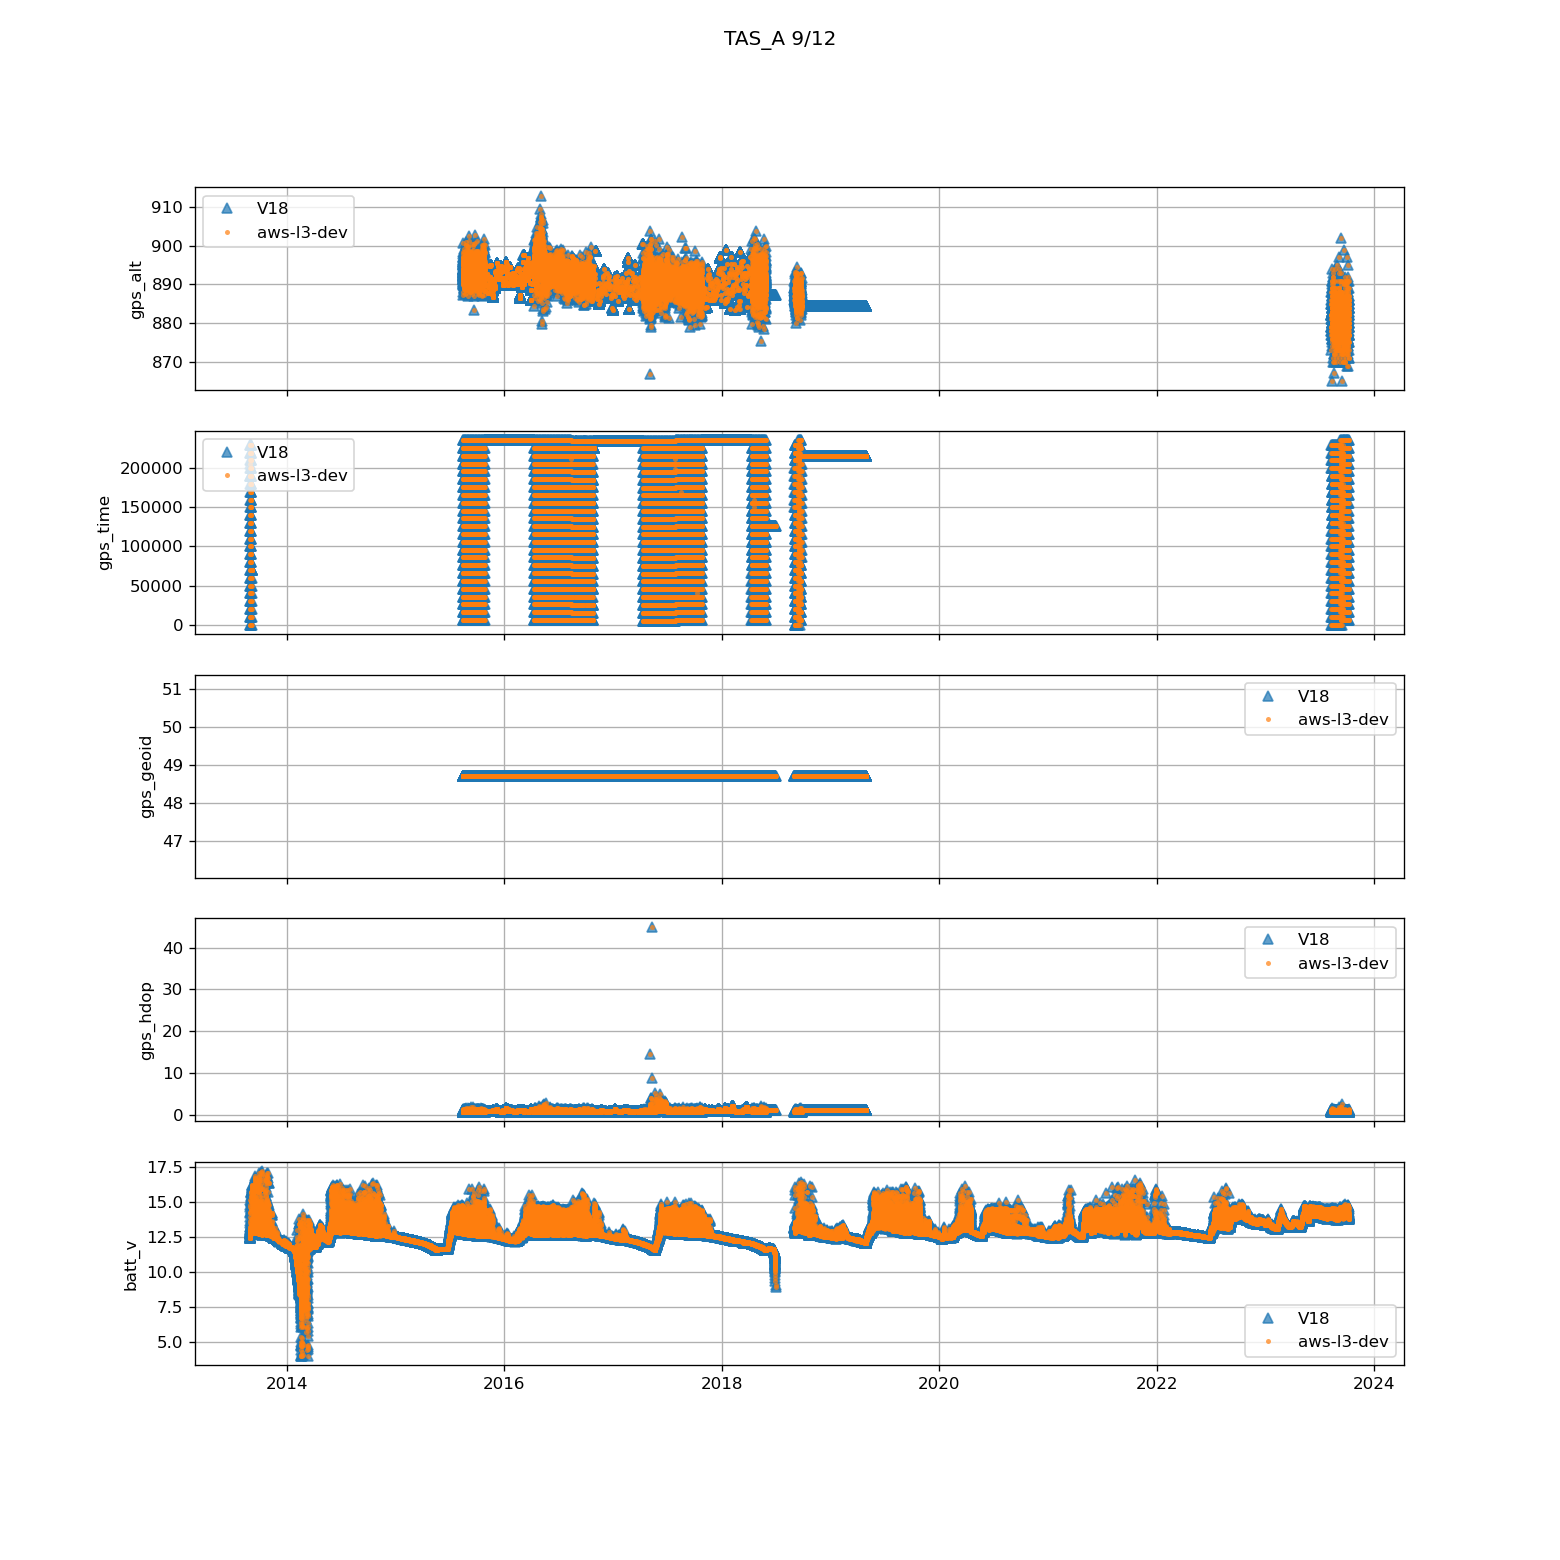 TAS_A 9/12
910
900
890
880
870
gps_alt
V18
aws-l3-dev
200000
150000
100000
50000
0
gps_time
V18
aws-l3-dev
51
50
49
48
47
gps_geoid
V18
aws-l3-dev
40
30
20
10
0
gps_hdop
V18
aws-l3-dev
17.5
15.0
12.5
10.0
7.5
5.0
batt_v
V18
aws-l3-dev
2014 2016 2018 2020 2022 2024